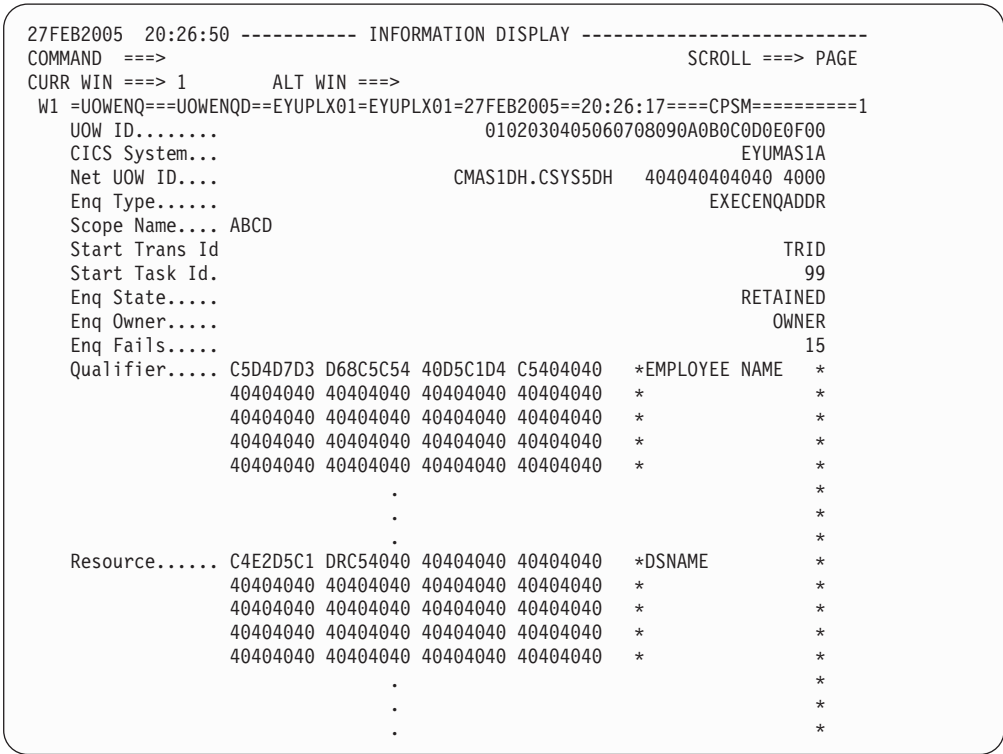 27FEB2005  20:26:50 ----------- INFORMATION DISPLAY ---------------------------
COMMAND  ===>                                                 SCROLL ===> PAGE
CURR WIN ===> 1        ALT WIN ===>
 W1 =UOWENQ===UOWENQD==EYUPLX01=EYUPLX01=27FEB2005==20:26:17====CPSM==========1
    UOW ID........                         0102030405060708090A0B0C0D0E0F00
    CICS System...                                                 EYUMAS1A
    Net UOW ID....                      CMAS1DH.CSYS5DH   404040404040 4000
    Enq Type......                                              EXECENQADDR
    Scope Name.... ABCD
    Start Trans Id                                                     TRID
    Start Task Id.                                                       99
    Enq State.....                                                 RETAINED
    Enq Owner.....                                                    OWNER
    Enq Fails.....                                                       15
    Qualifier..... C5D4D7D3 D68C5C54 40D5C1D4 C5404040   *EMPLOYEE NAME   *
                   40404040 40404040 40404040 40404040   *                *
                   40404040 40404040 40404040 40404040   *                *
                   40404040 40404040 40404040 40404040   *                *
                   40404040 40404040 40404040 40404040   *                *
                                  .                                       *
                                  .                                       *
                                  .                                       *
    Resource...... C4E2D5C1 DRC54040 40404040 40404040   *DSNAME          *
                   40404040 40404040 40404040 40404040   *                *
                   40404040 40404040 40404040 40404040   *                *
                   40404040 40404040 40404040 40404040   *                *
                   40404040 40404040 40404040 40404040   *                *
                                  .                                       *
                                  .                                       *
                                  .                                       *